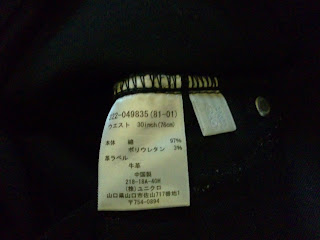 322-049835(81-01)
ウエスト 30inch(76cm)
本体 綿 97%
ポリウレタン 3%
革ラベル
牛革
中国製
(株)ユニクロ
山口県山口市佐山717番地1
〒754-0894